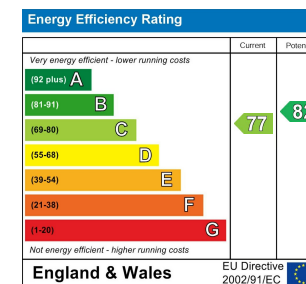 Energy Efficiency Rating
Current
Very energy efficient - lower running costs
(92 plus) A
(81-91) B
(69-80) C
77
(55-68) D
(39-54) E
(21-38) F
(1-20) G
Not energy efficient - higher running costs
England & Wales
EU Directive
2002/91/EC